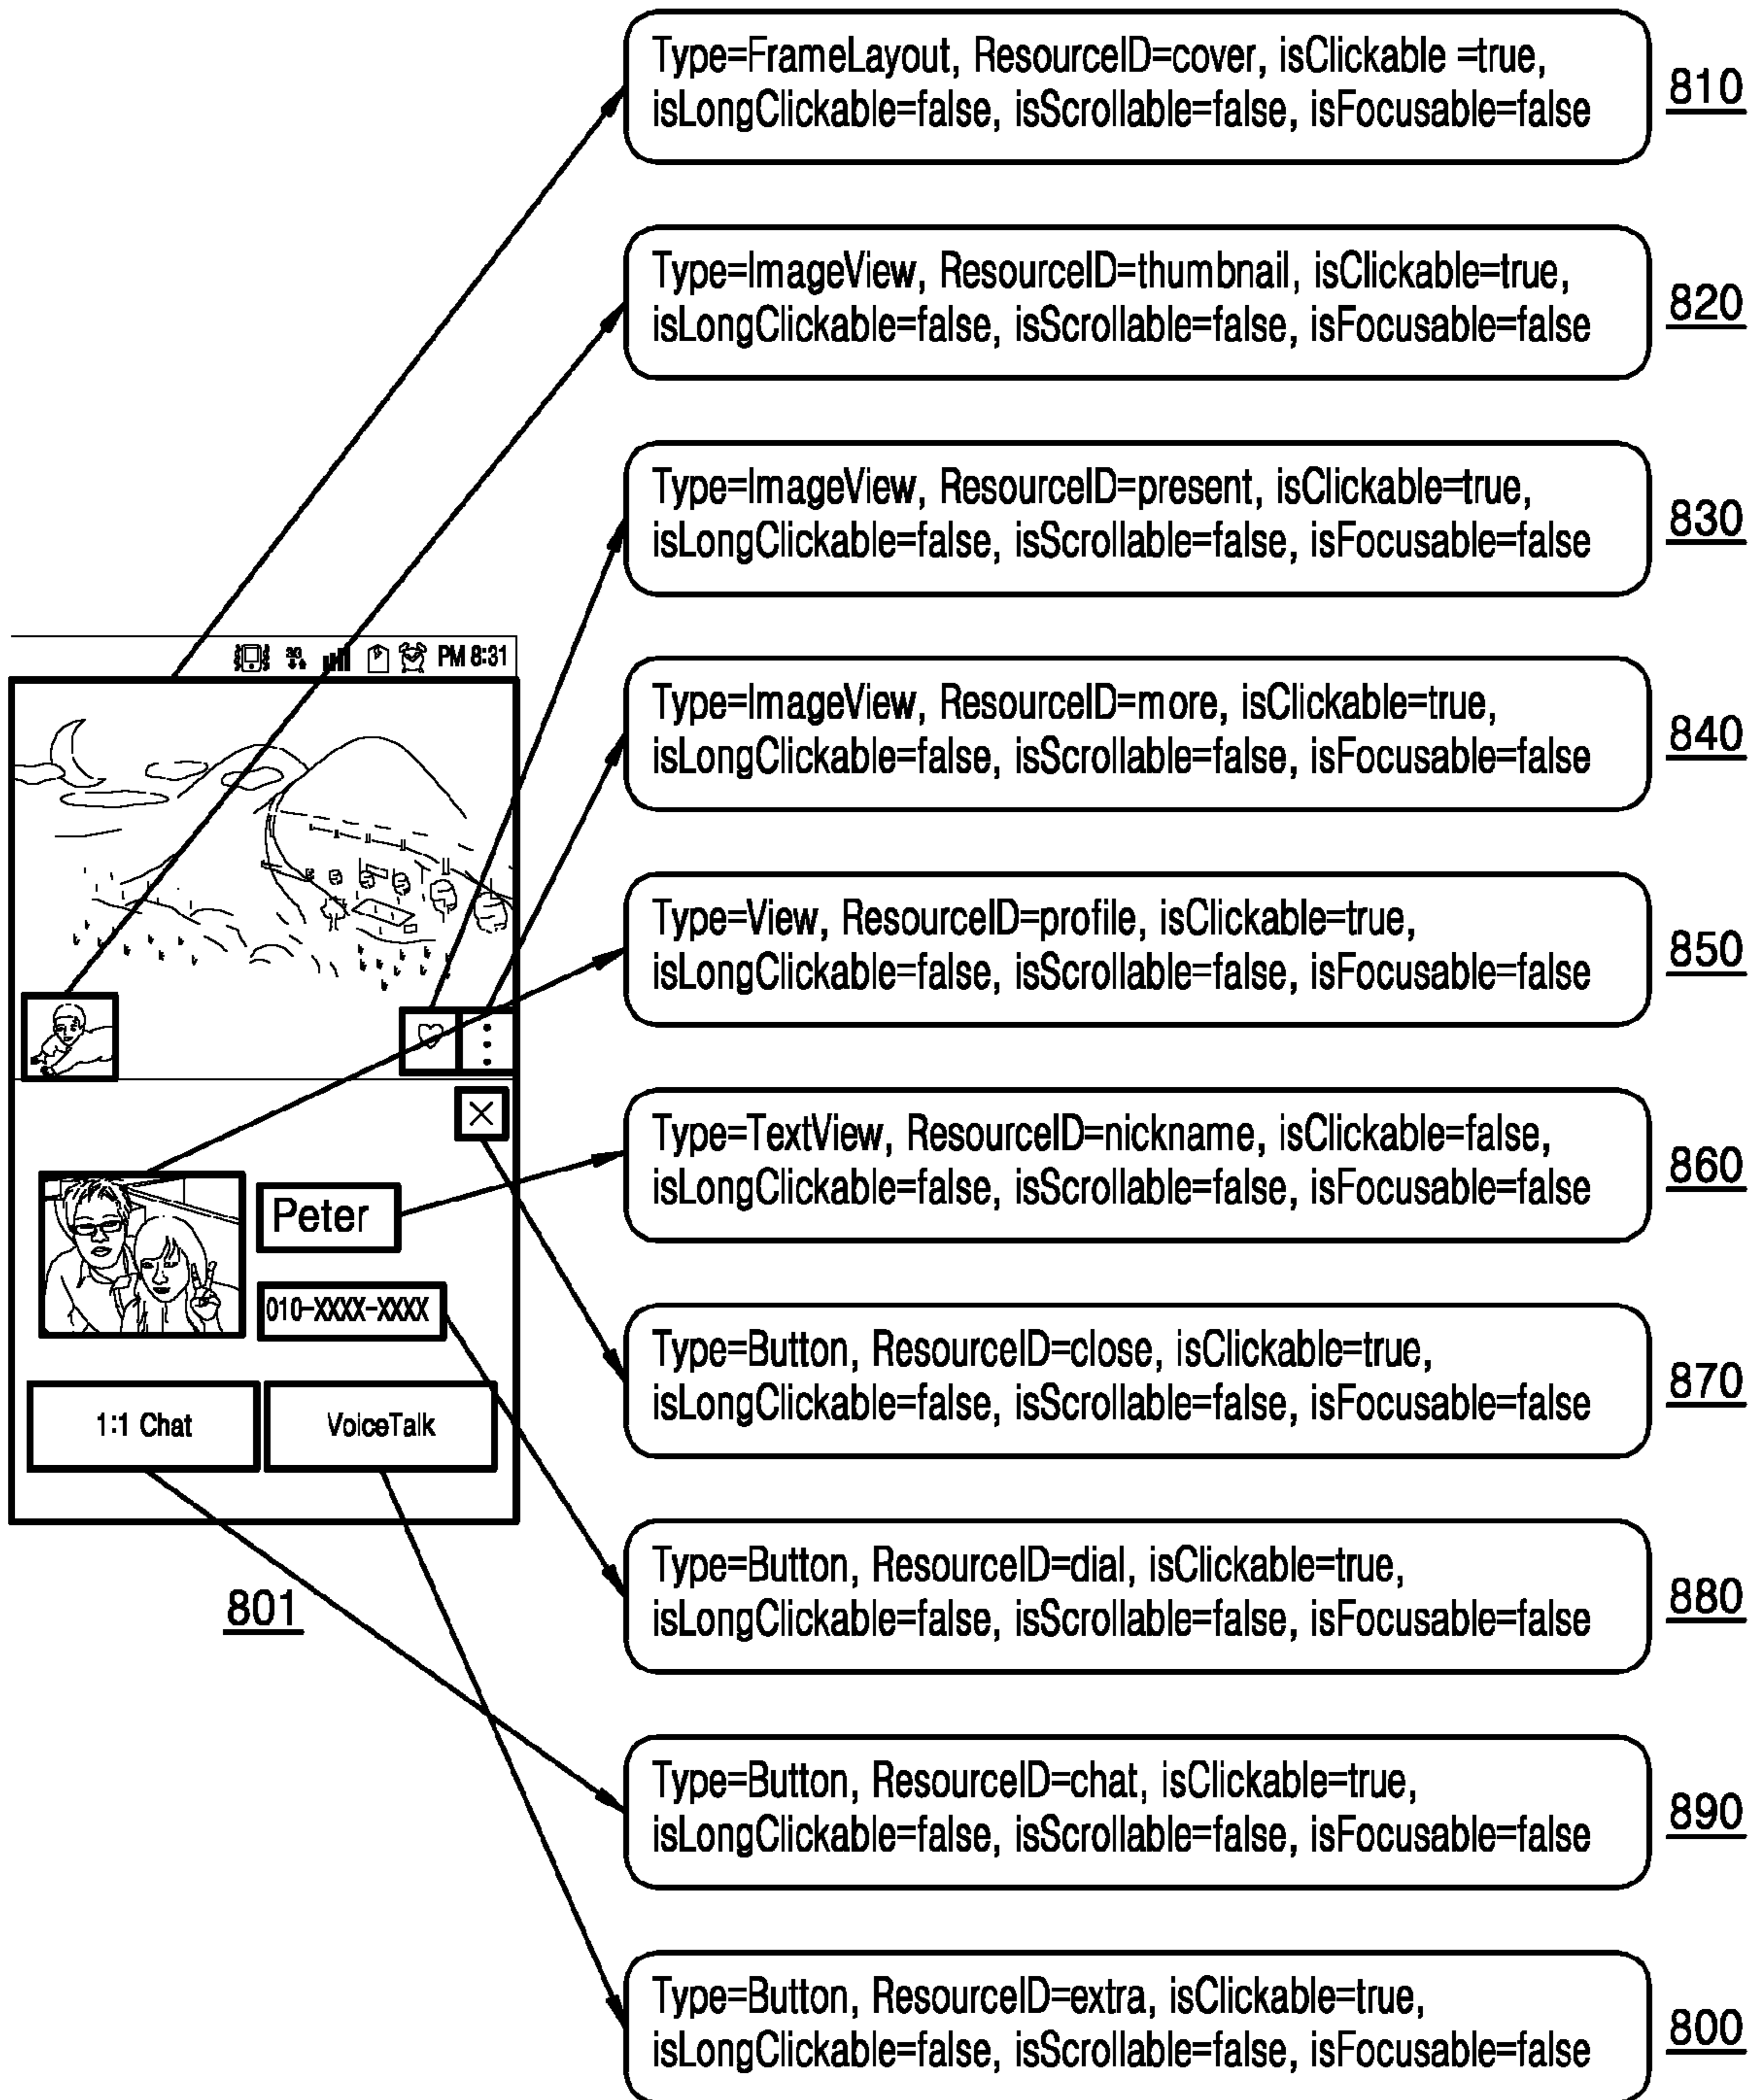 Type=FrameLayout, ResourceID=cover, isClickable =true,
isLongClickable=false, isScrollable=false, isFocusable=false
810
Type=ImageView, ResourceID=thumbnail, isClickable=true,
isLongClickable=false, isScrollable=false, isFocusable=false
820
Type=ImageView, ResourceID=present, isClickable=true,
isLongClickable=false, isScrollable=false, isFocusable=false
830
3G PM 8:31
Type=ImageView, ResourceID=more, isClickable=true,
isLongClickable=false, isScrollable=false, isFocusable=false
840
Type=View, ResourceID=profile, isClickable=true,
isLongClickable=false, isScrollable=false, isFocusable=false
850
Type=TextView, ResourceID=nickname, isClickable=false,
isLongClickable=false, isScrollable=false, isFocusable=false
860
Peter
010-XXXX-XXXX
Type=Button, ResourceID=close, isClickable=true,
isLongClickable=false, isScrollable=false, isFocusable=false
870
1:1 Chat
VoiceTalk
Type=Button, ResourceID=dial, isClickable=true,
isLongClickable=false, isScrollable=false, isFocusable=false
880
801
Type=Button, ResourceID=chat, isClickable=true,
isLongClickable=false, isScrollable=false, isFocusable=false
890
Type=Button, ResourceID=extra, isClickable=true,
isLongClickable=false, isScrollable=false, isFocusable=false
800